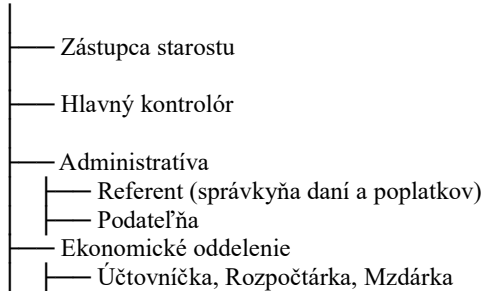 Zástupca starostu
Hlavný kontrolór
Administratíva
Referent (správkyňa daní a poplatkov)
Podateľňa
Ekonomické oddelenie
Účtovníčka, Rozpočtárka, Mzdárka